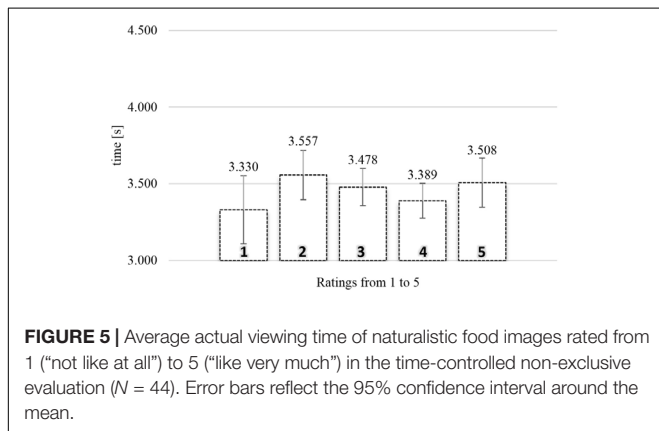 4.500
4.000
3.500
3.000
time [s]
3.330
3.557
3.478
3.389
3.508
1
2
3
4
5
Ratings from 1 to 5
FIGURE 5 | Average actual viewing time of naturalistic food images rated from
1 (“not like at all”) to 5 (“like very much”) in the time-controlled non-exclusive
evaluation (N = 44). Error bars reflect the 95% confidence interval around the
mean.